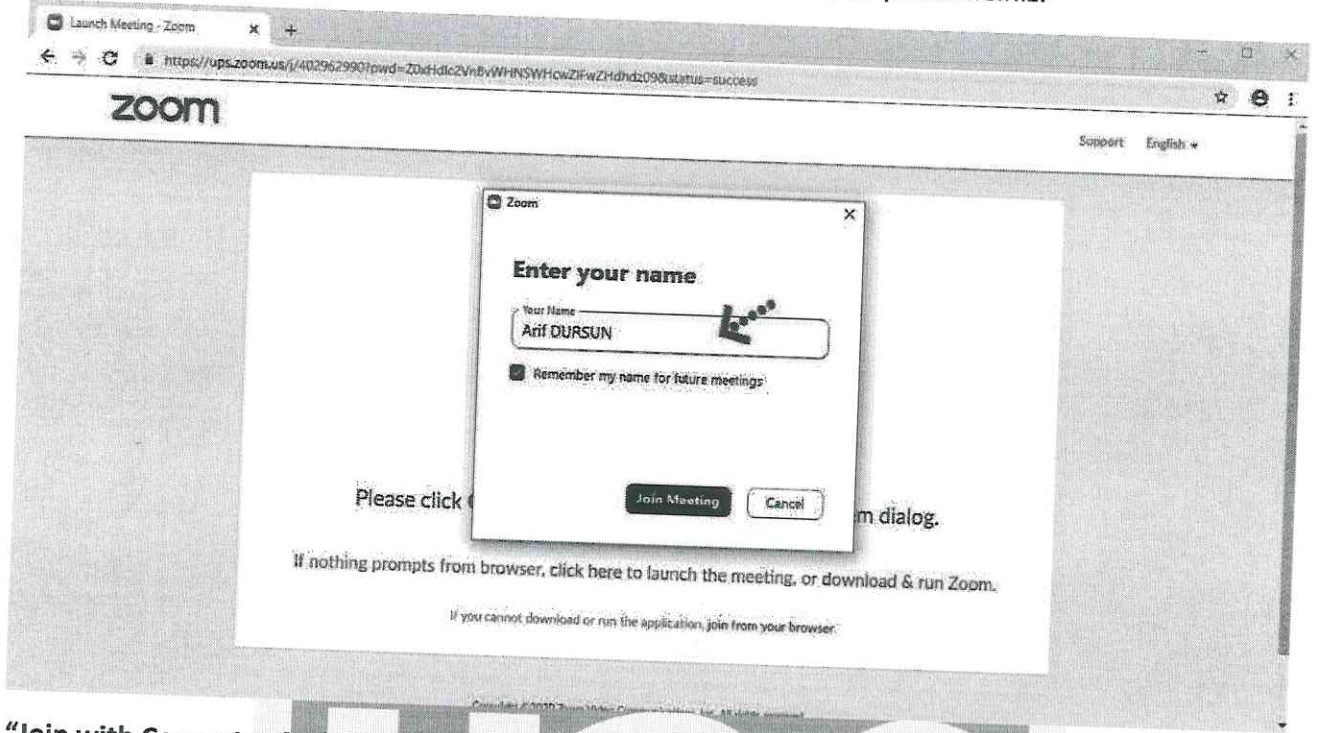 Launch Meeting - Zoom
zoom
Support English
Zoom
Enter your name
Your Name
Arif DURSUN
Remember my name for future meetings
Join Meeting Cancel
Please click
m dialog.
If nothing prompts from browser, click here to launch the meeting, or download & run Zoom.
If you cannot download or run the application, join from your browser.
"Join with